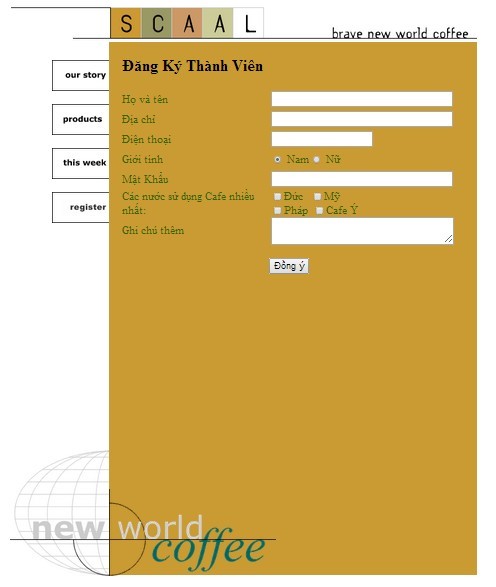 SCAAL
brave new world coffee
our story
products
this week
register
Đăng Ký Thành Viên
Họ và tên
Địa chỉ
Điện thoại
Giới tính
Nam Nữ
Mật Khẩu
Các nước sử dụng Cafe nhiều
nhất:
Đức Mỹ
Pháp Cafe Ý
Ghi chú thêm
Đồng ý
new world
coffee